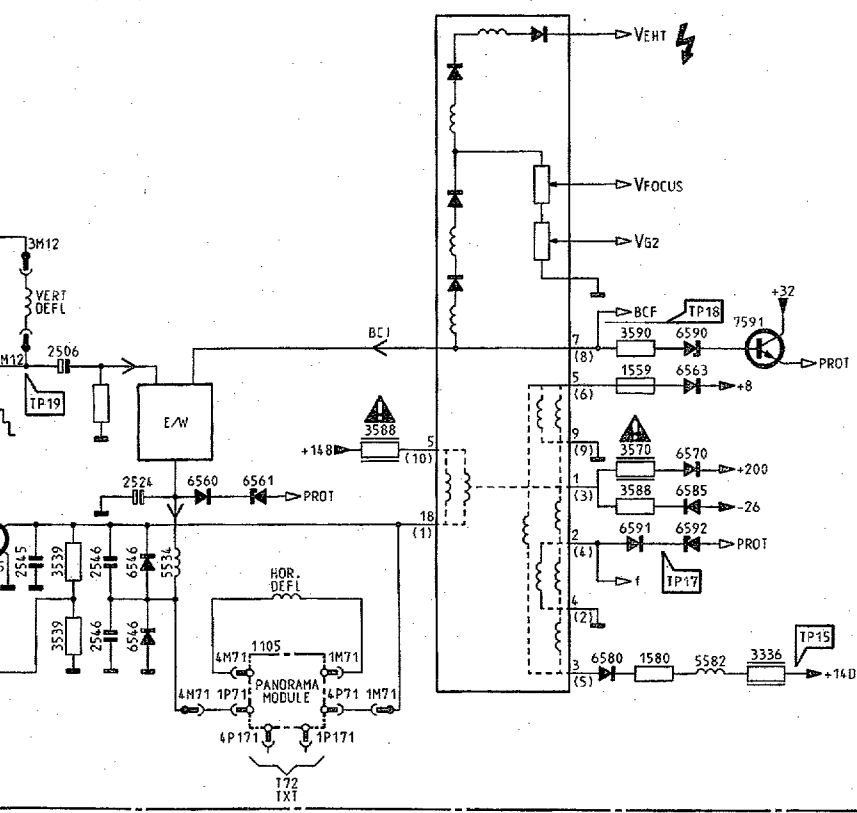 VEHT
VFOCUS
VG2
3M12
VERT
DEFL
M12
2506
TP19
E/W
BCI
BCF
TP18
+32
7
(8)
3590
6590
7591
PROT
5
(6)
1559
6563
+8
9
(9)
3588
+148
5
(10)
3570
6570
+200
1
(3)
3588
6585
-26
2524
6560
6561
PROT
18
(1)
2
(4)
6591
6592
PROT
f
TP17
4
(2)
5
2545
3539
2546
6546
5534
3539
2546
6546
HOR.
DEFL
4M71
1105
1M71
4M71
1P71
PANORAMA
MODULE
4P71
1M71
4P171
1P171
T72
TXT
3
(5)
6580
1580
5582
3336
TP15
+14D